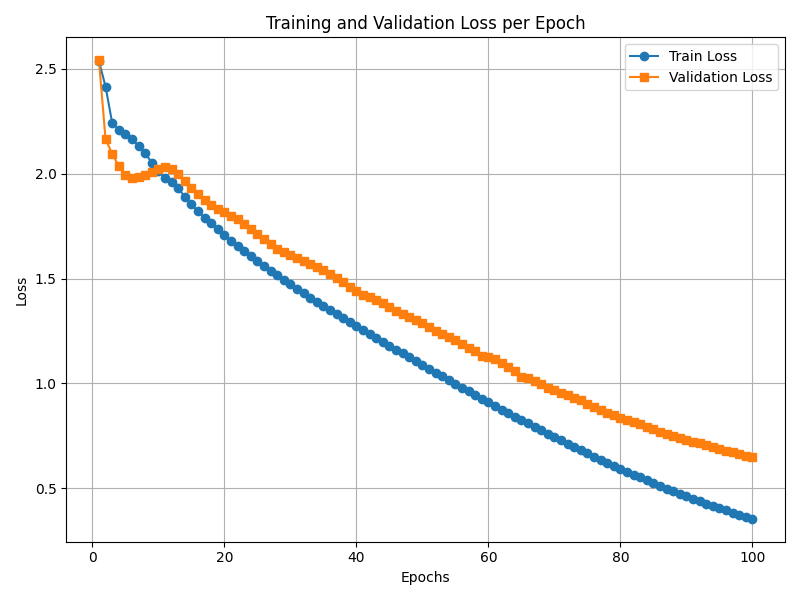 Training and Validation Loss per Epoch
Train Loss
Validation Loss
2.5
2.0
1.5
1.0
0.5
Loss
0 20 40 60 80 100
Epochs